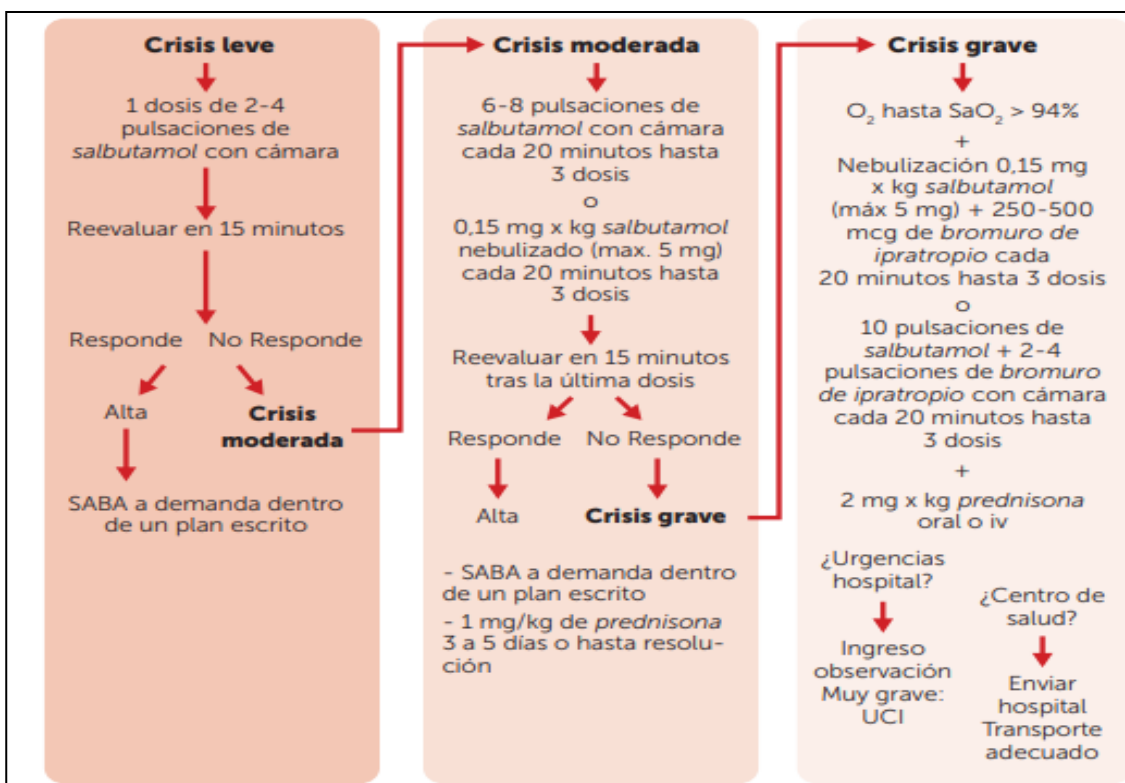 Crisis leve
1 dosis de 2-4
pulsaciones de
salbutamol con cámara
Reevaluar en 15 minutos
Responde
No Responde
Alta
Crisis
moderada
SABA a demanda dentro
de un plan escrito
Crisis moderada
6-8 pulsaciones de
salbutamol con cámara
cada 20 minutos hasta
3 dosis
o
0,15 mg x kg salbutamol
nebulizado (max. 5 mg)
cada 20 minutos hasta
3 dosis
Reevaluar en 15 minutos
tras la última dosis
Responde
No Responde
Alta
Crisis grave
- SABA a demanda dentro
de un plan escrito
- 1 mg/kg de prednisona
3 a 5 días o hasta resolu-
ción
Crisis grave
O₂ hasta SaO₂ > 94%
+
Nebulización 0,15 mg
x kg salbutamol
(máx 5 mg) + 250-500
mcg de bromuro de
ipratropio cada
20 minutos hasta 3 dosis
o
10 pulsaciones de
salbutamol + 2-4
pulsaciones de bromuro
de ipratropio con cámara
cada 20 minutos hasta
3 dosis
+
2 mg x kg prednisona
oral o iv
¿Urgencias
hospital?
Ingreso
observación
Muy grave:
UCI
¿Centro de
salud?
Enviar
hospital
Transporte
adecuado